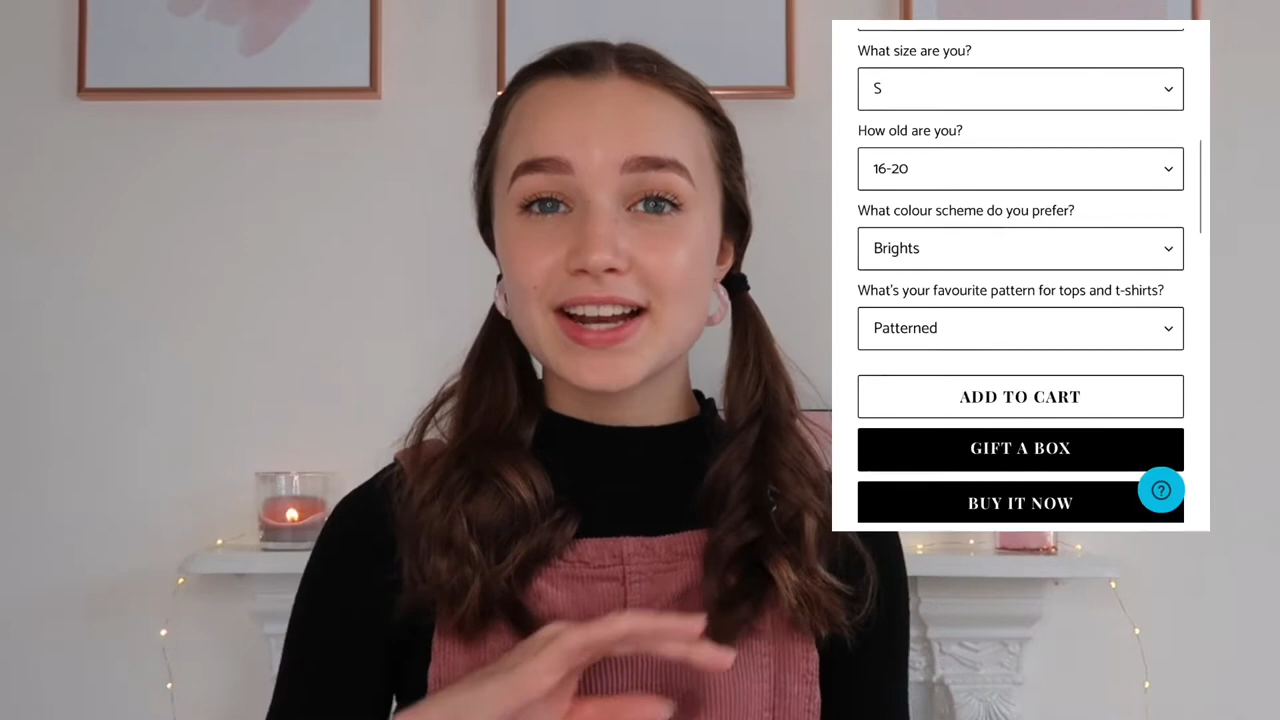 What size are you?
S
How old are you?
16-20
What colour scheme do you prefer?
Brights
What's your favourite pattern for tops and t-shirts?
Patterned
ADD TO CART
GIFT A BOX
BUY IT NOW
?